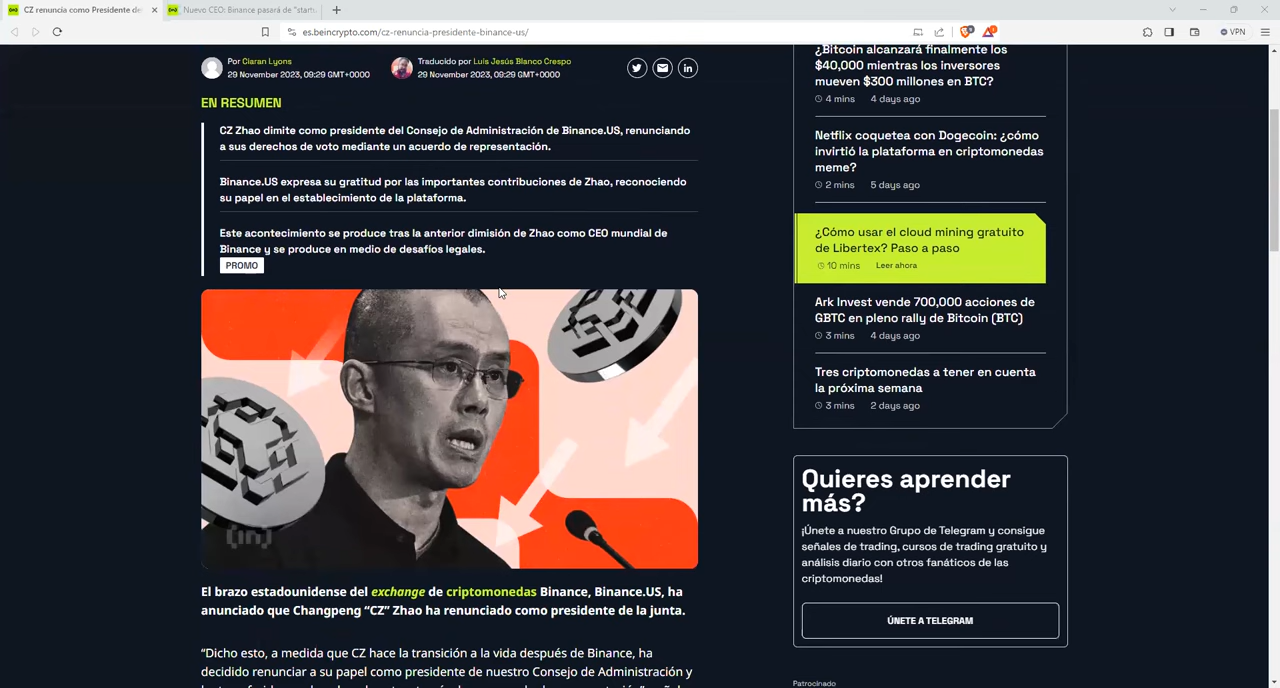 CZ renuncia como Presidente de
Nuevo CEO: Binance pasará de "start
es.beincrypto.com/cz-renuncia-presidente-binance-us/
VPN
Por Ciaran Lyons
29 November 2023, 09:29 GMT+0000
Traducido por Luis Jesús Blanco Crespo
29 November 2023, 09:29 GMT+0000
EN RESUMEN
CZ Zhao dimite como presidente del Consejo de Administración de Binance.US, renunciando
a sus derechos de voto mediante un acuerdo de representación.
Binance.US expresa su gratitud por las importantes contribuciones de Zhao, reconociendo
su papel en el establecimiento de la plataforma.
Este acontecimiento se produce tras la anterior dimisión de Zhao como CEO mundial de
Binance y se produce en medio de desafíos legales.
PROMO
El brazo estadounidense del exchange de criptomonedas Binance, Binance.US, ha
anunciado que Changpeng “CZ” Zhao ha renunciado como presidente de la junta.
“Dicho esto, a medida que CZ hace la transición a la vida después de Binance, ha
decidido renunciar a su papel como presidente de nuestro Consejo de Administración y
¿Bitcoin alcanzará finalmente los
$40,000 mientras los inversores
mueven $300 millones en BTC?
4 mins 4 days ago
Netflix coquetea con Dogecoin: ¿cómo
invirtió la plataforma en criptomonedas
meme?
2 mins 5 days ago
¿Cómo usar el cloud mining gratuito
de Libertex? Paso a paso
10 mins Leer ahora
Ark Invest vende 700,000 acciones de
GBTC en pleno rally de Bitcoin (BTC)
3 mins 4 days ago
Tres criptomonedas a tener en cuenta
la próxima semana
3 mins 2 days ago
Quieres aprender
más?
¡Únete a nuestro Grupo de Telegram y consigue
señales de trading, cursos de trading gratuito y
análisis diario con otros fanáticos de las
criptomonedas!
ÚNETE A TELEGRAM
Patrocinado